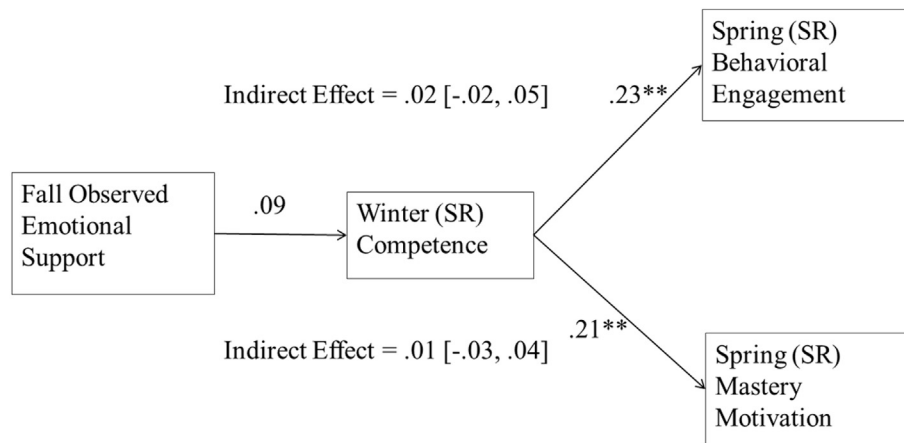 Spring (SR)
Behavioral
Engagement
Indirect Effect = .02 [-.02, .05]
.23**
Fall Observed
Emotional
Support
.09
Winter (SR)
Competence
Indirect Effect = .01 [-.03, .04]
.21**
Spring (SR)
Mastery
Motivation